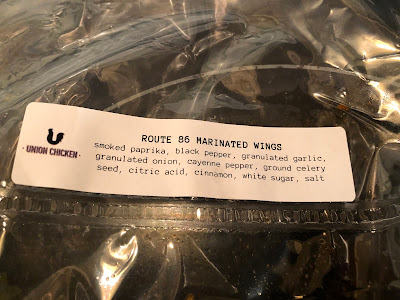 ROUTE 86 MARINATED WINGS
smoked paprika, black pepper, granulated garlic,
granulated onion, cayenne pepper, ground celery
seed, citric acid, cinnamon, white sugar, salt
· UNION CHICKEN ·